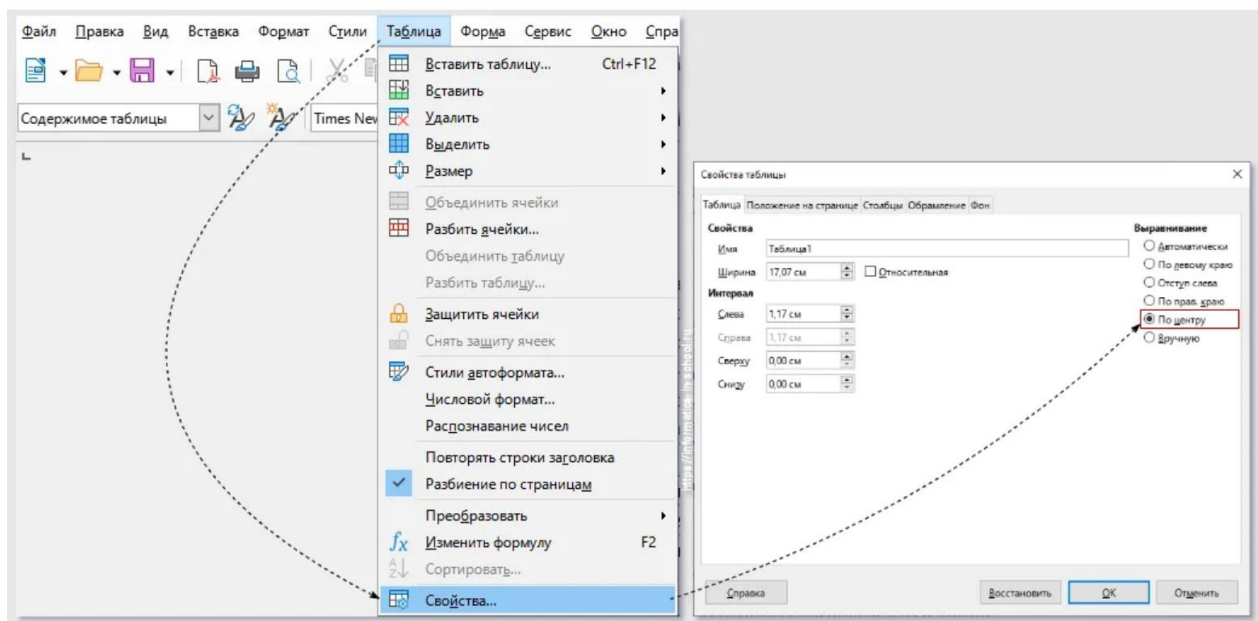 Файл Правка Вид Вставка Формат Стили Таблица Форма Сервис Окно Спра
Содержимое таблицы
Times New
Вставить таблицу... Ctrl+F12
Вставить
Удалить
Выделить
Размер
Объединить ячейки
Разбить ячейки...
Объединить таблицу
Разбить таблицу...
Защитить ячейки
Снять защиту ячеек
Стили автоформата...
Числовой формат...
Распознавание чисел
Повторять строки заголовка
Разбиение по страницам
Преобразовать
Изменить формулу F2
Сортировать...
Свойства...
https://informatics-in.school.ru
Свойства таблицы
Таблица Положение на странице Столбцы Обрамление Фон
Свойства
Имя Таблица1
Ширина 17,07 см Относительная
Интервал
Слева 1,17 см
Справа 1,17 см
Сверху 0,00 см
Снизу 0,00 см
Выравнивание
Автоматически
По левому краю
Отступ слева
По прав. краю
По центру
Вручную
Справка Восстановить OK Отменить